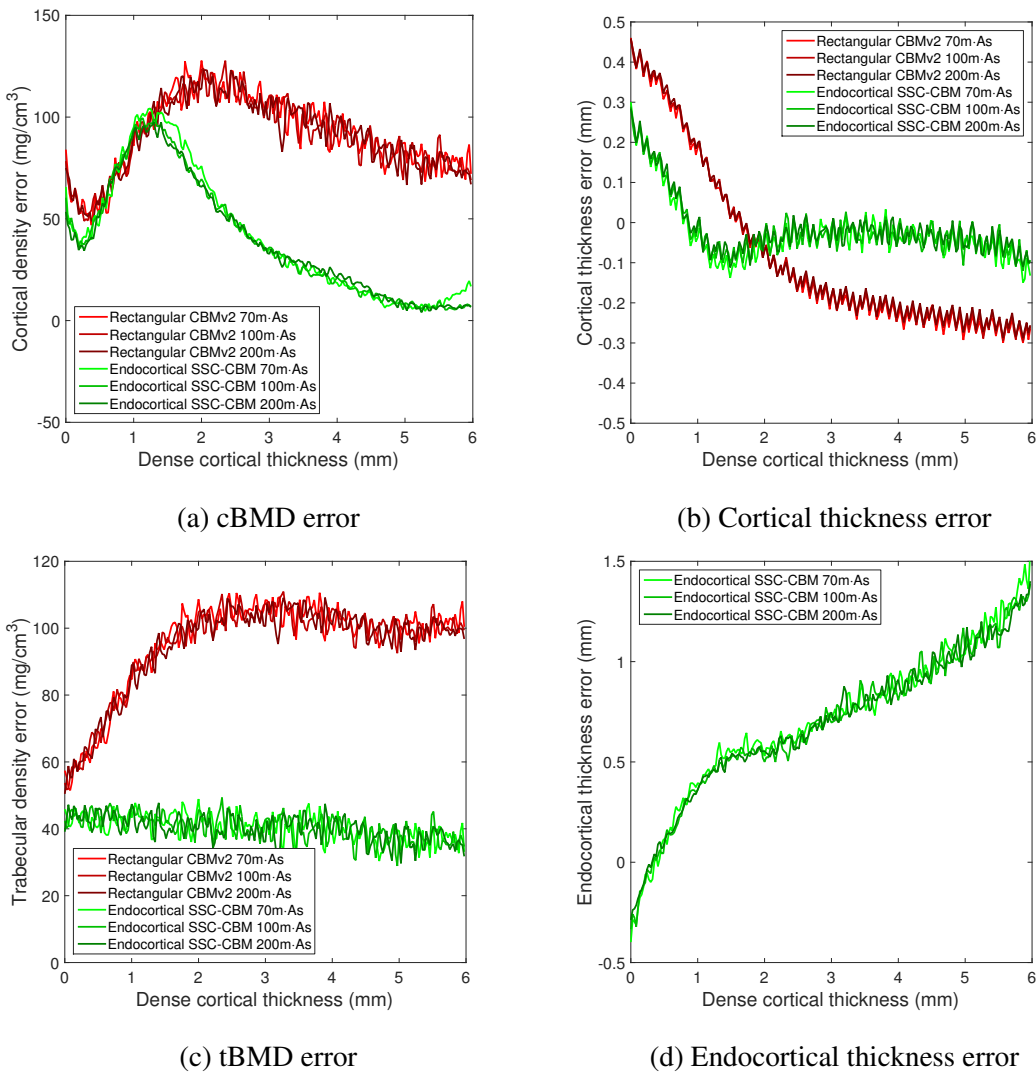 150
100
50
0
-50
Cortical density error (mg/cm³)
Rectangular CBMv2 70m·As
Rectangular CBMv2 100m·As
Rectangular CBMv2 200m·As
Endocortical SSC-CBM 70m·As
Endocortical SSC-CBM 100m·As
Endocortical SSC-CBM 200m·As
0 1 2 3 4 5 6
Dense cortical thickness (mm)
(a) cBMD error
0.5
0.4
0.3
0.2
0.1
0
-0.1
-0.2
-0.3
-0.4
-0.5
Cortical thickness error (mm)
Rectangular CBMv2 70m·As
Rectangular CBMv2 100m·As
Rectangular CBMv2 200m·As
Endocortical SSC-CBM 70m·As
Endocortical SSC-CBM 100m·As
Endocortical SSC-CBM 200m·As
0 1 2 3 4 5 6
Dense cortical thickness (mm)
(b) Cortical thickness error
120
100
80
60
40
20
0
Trabecular density error (mg/cm³)
Rectangular CBMv2 70m·As
Rectangular CBMv2 100m·As
Rectangular CBMv2 200m·As
Endocortical SSC-CBM 70m·As
Endocortical SSC-CBM 100m·As
Endocortical SSC-CBM 200m·As
0 1 2 3 4 5 6
Dense cortical thickness (mm)
(c) tBMD error
1.5
1
0.5
0
-0.5
Endocortical thickness error (mm)
Endocortical SSC-CBM 70m·As
Endocortical SSC-CBM 100m·As
Endocortical SSC-CBM 200m·As
0 1 2 3 4 5 6
Dense cortical thickness (mm)
(d) Endocortical thickness error